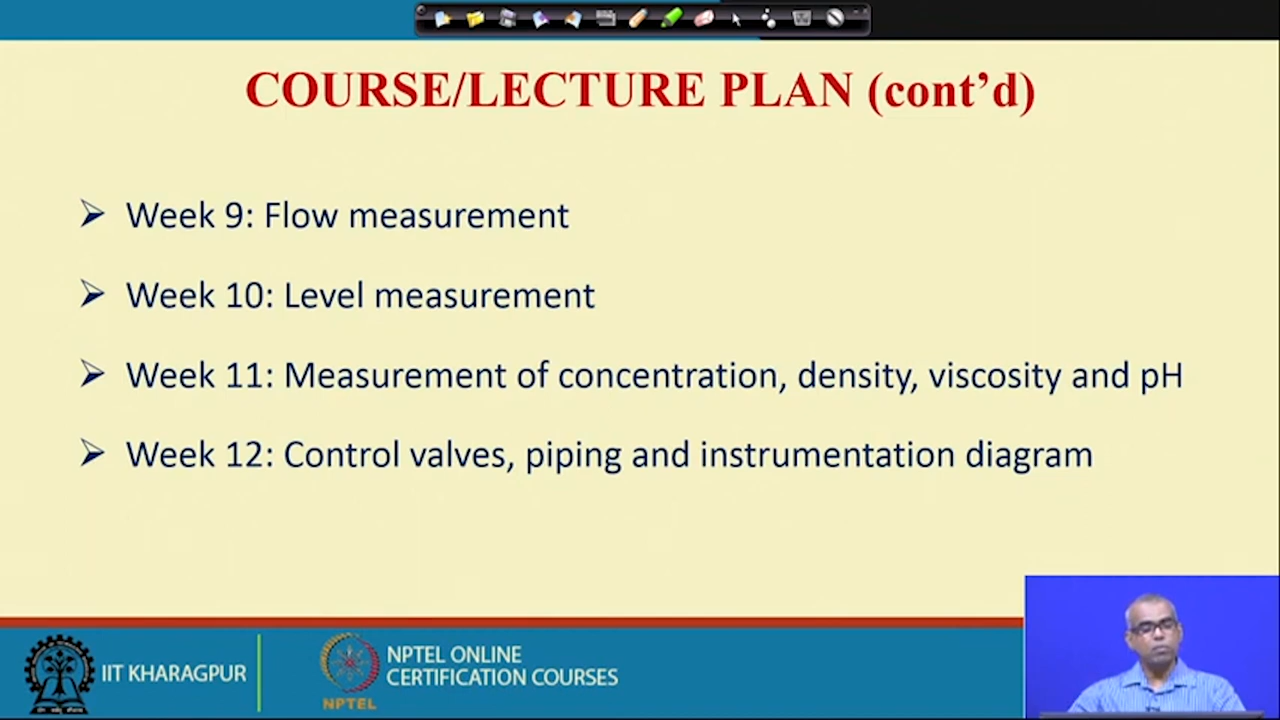 COURSE/LECTURE PLAN (cont’d)
Week 9: Flow measurement
Week 10: Level measurement
Week 11: Measurement of concentration, density, viscosity and pH
Week 12: Control valves, piping and instrumentation diagram
IIT KHARAGPUR
NPTEL
NPTEL ONLINE
CERTIFICATION COURSES